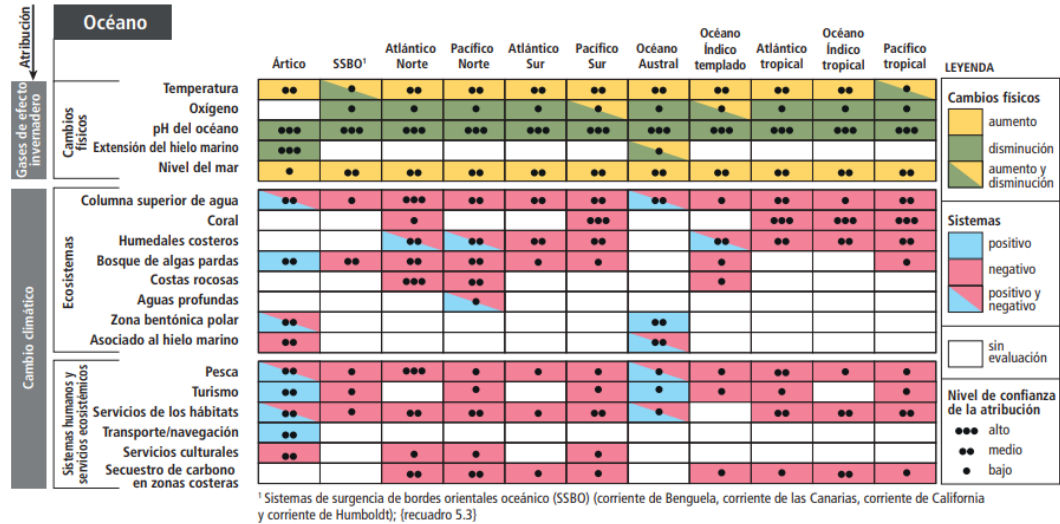 Atribución
Océano
Ártico
SSBO¹
Atlántico Norte
Pacífico Norte
Atlántico Sur
Pacífico Sur
Océano Austral
Océano Índico templado
Atlántico tropical
Océano Índico tropical
Pacífico tropical
LEYENDA
Gases de efecto invernadero
Cambios físicos
Temperatura
Oxígeno
pH del océano
Extensión del hielo marino
Nivel del mar
Cambio climático
Ecosistemas
Columna superior de agua
Coral
Humedales costeros
Bosque de algas pardas
Costas rocosas
Aguas profundas
Zona bentónica polar
Asociado al hielo marino
Sistemas humanos y
servicios ecosistémicos
Pesca
Turismo
Servicios de los hábitats
Transporte/navegación
Servicios culturales
Secuestro de carbono
en zonas costeras
Cambios físicos
aumento
disminución
aumento y
disminución
Sistemas
positivo
negativo
positivo y
negativo
sin
evaluación
Nivel de confianza
de la atribución
alto
medio
bajo
¹ Sistemas de surgencia de bordes orientales oceánico (SSBO) (corriente de Benguela, corriente de las Canarias, corriente de California
y corriente de Humboldt); {recuadro 5.3}